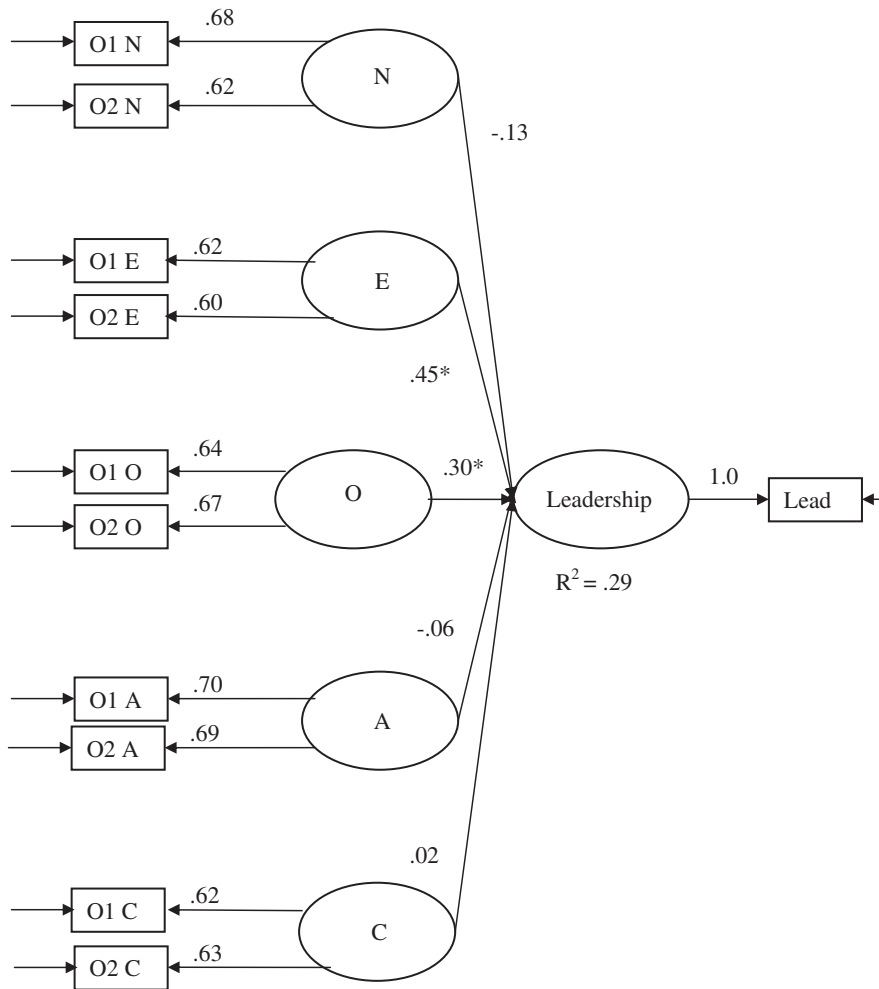 .68
O1 N
N
.62
O2 N
-.13
.62
O1 E
E
.60
O2 E
.45*
.64
O1 O
.30*
O
.67
O2 O
Leadership
1.0
Lead
R² = .29
-.06
.70
O1 A
A
.69
O2 A
.02
.62
O1 C
C
.63
O2 C